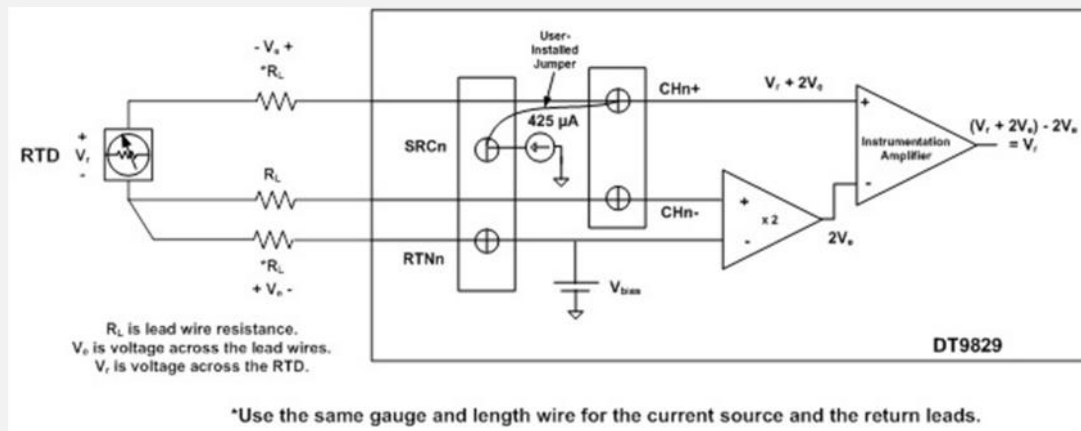 - Vₑ +
*R_L
User-
Installed
Jumper
CHn+
Vᵣ + 2Vₑ
+
(Vᵣ + 2Vₑ) - 2Vₑ
= Vᵣ
425 µA
SRCn
Instrumentation
Amplifier
-
RTD
+
Vᵣ
-
R_L
CHn-
+
x 2
-
2Vₑ
RTNn
*R_L
+ Vₑ -
V_bias
R_L is lead wire resistance.
Vₑ is voltage across the lead wires.
Vᵣ is voltage across the RTD.
DT9829
*Use the same gauge and length wire for the current source and the return leads.